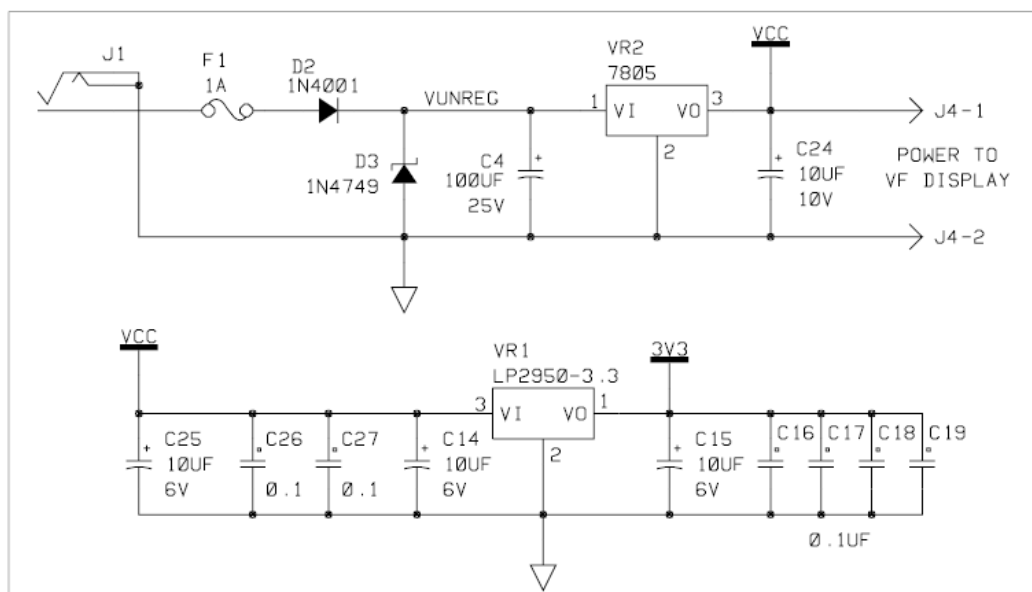 J1
F1
1A
D2
1N4001
VUNREG
D3
1N4749
C4
100UF
25V
VR2
7805
1
VI
VO
3
2
VCC
C24
10UF
10V
J4-1
POWER TO
VF DISPLAY
J4-2
VCC
C25
10UF
6V
C26
0.1
C27
0.1
C14
10UF
6V
VR1
LP2950-3.3
3
VI
VO
1
2
3V3
C15
10UF
6V
C16
C17
C18
C19
0.1UF